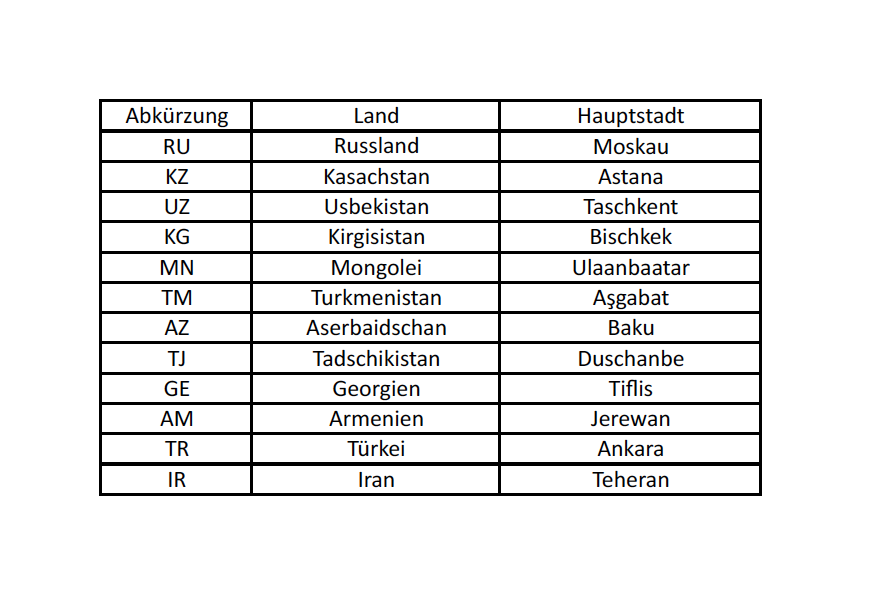 Abkürzung Land Hauptstadt
RU Russland Moskau
KZ Kasachstan Astana
UZ Usbekistan Taschkent
KG Kirgisistan Bischkek
MN Mongolei Ulaanbaatar
TM Turkmenistan Aşgabat
AZ Aserbaidschan Baku
TJ Tadschikistan Duschanbe
GE Georgien Tiflis
AM Armenien Jerewan
TR Türkei Ankara
IR Iran Teheran